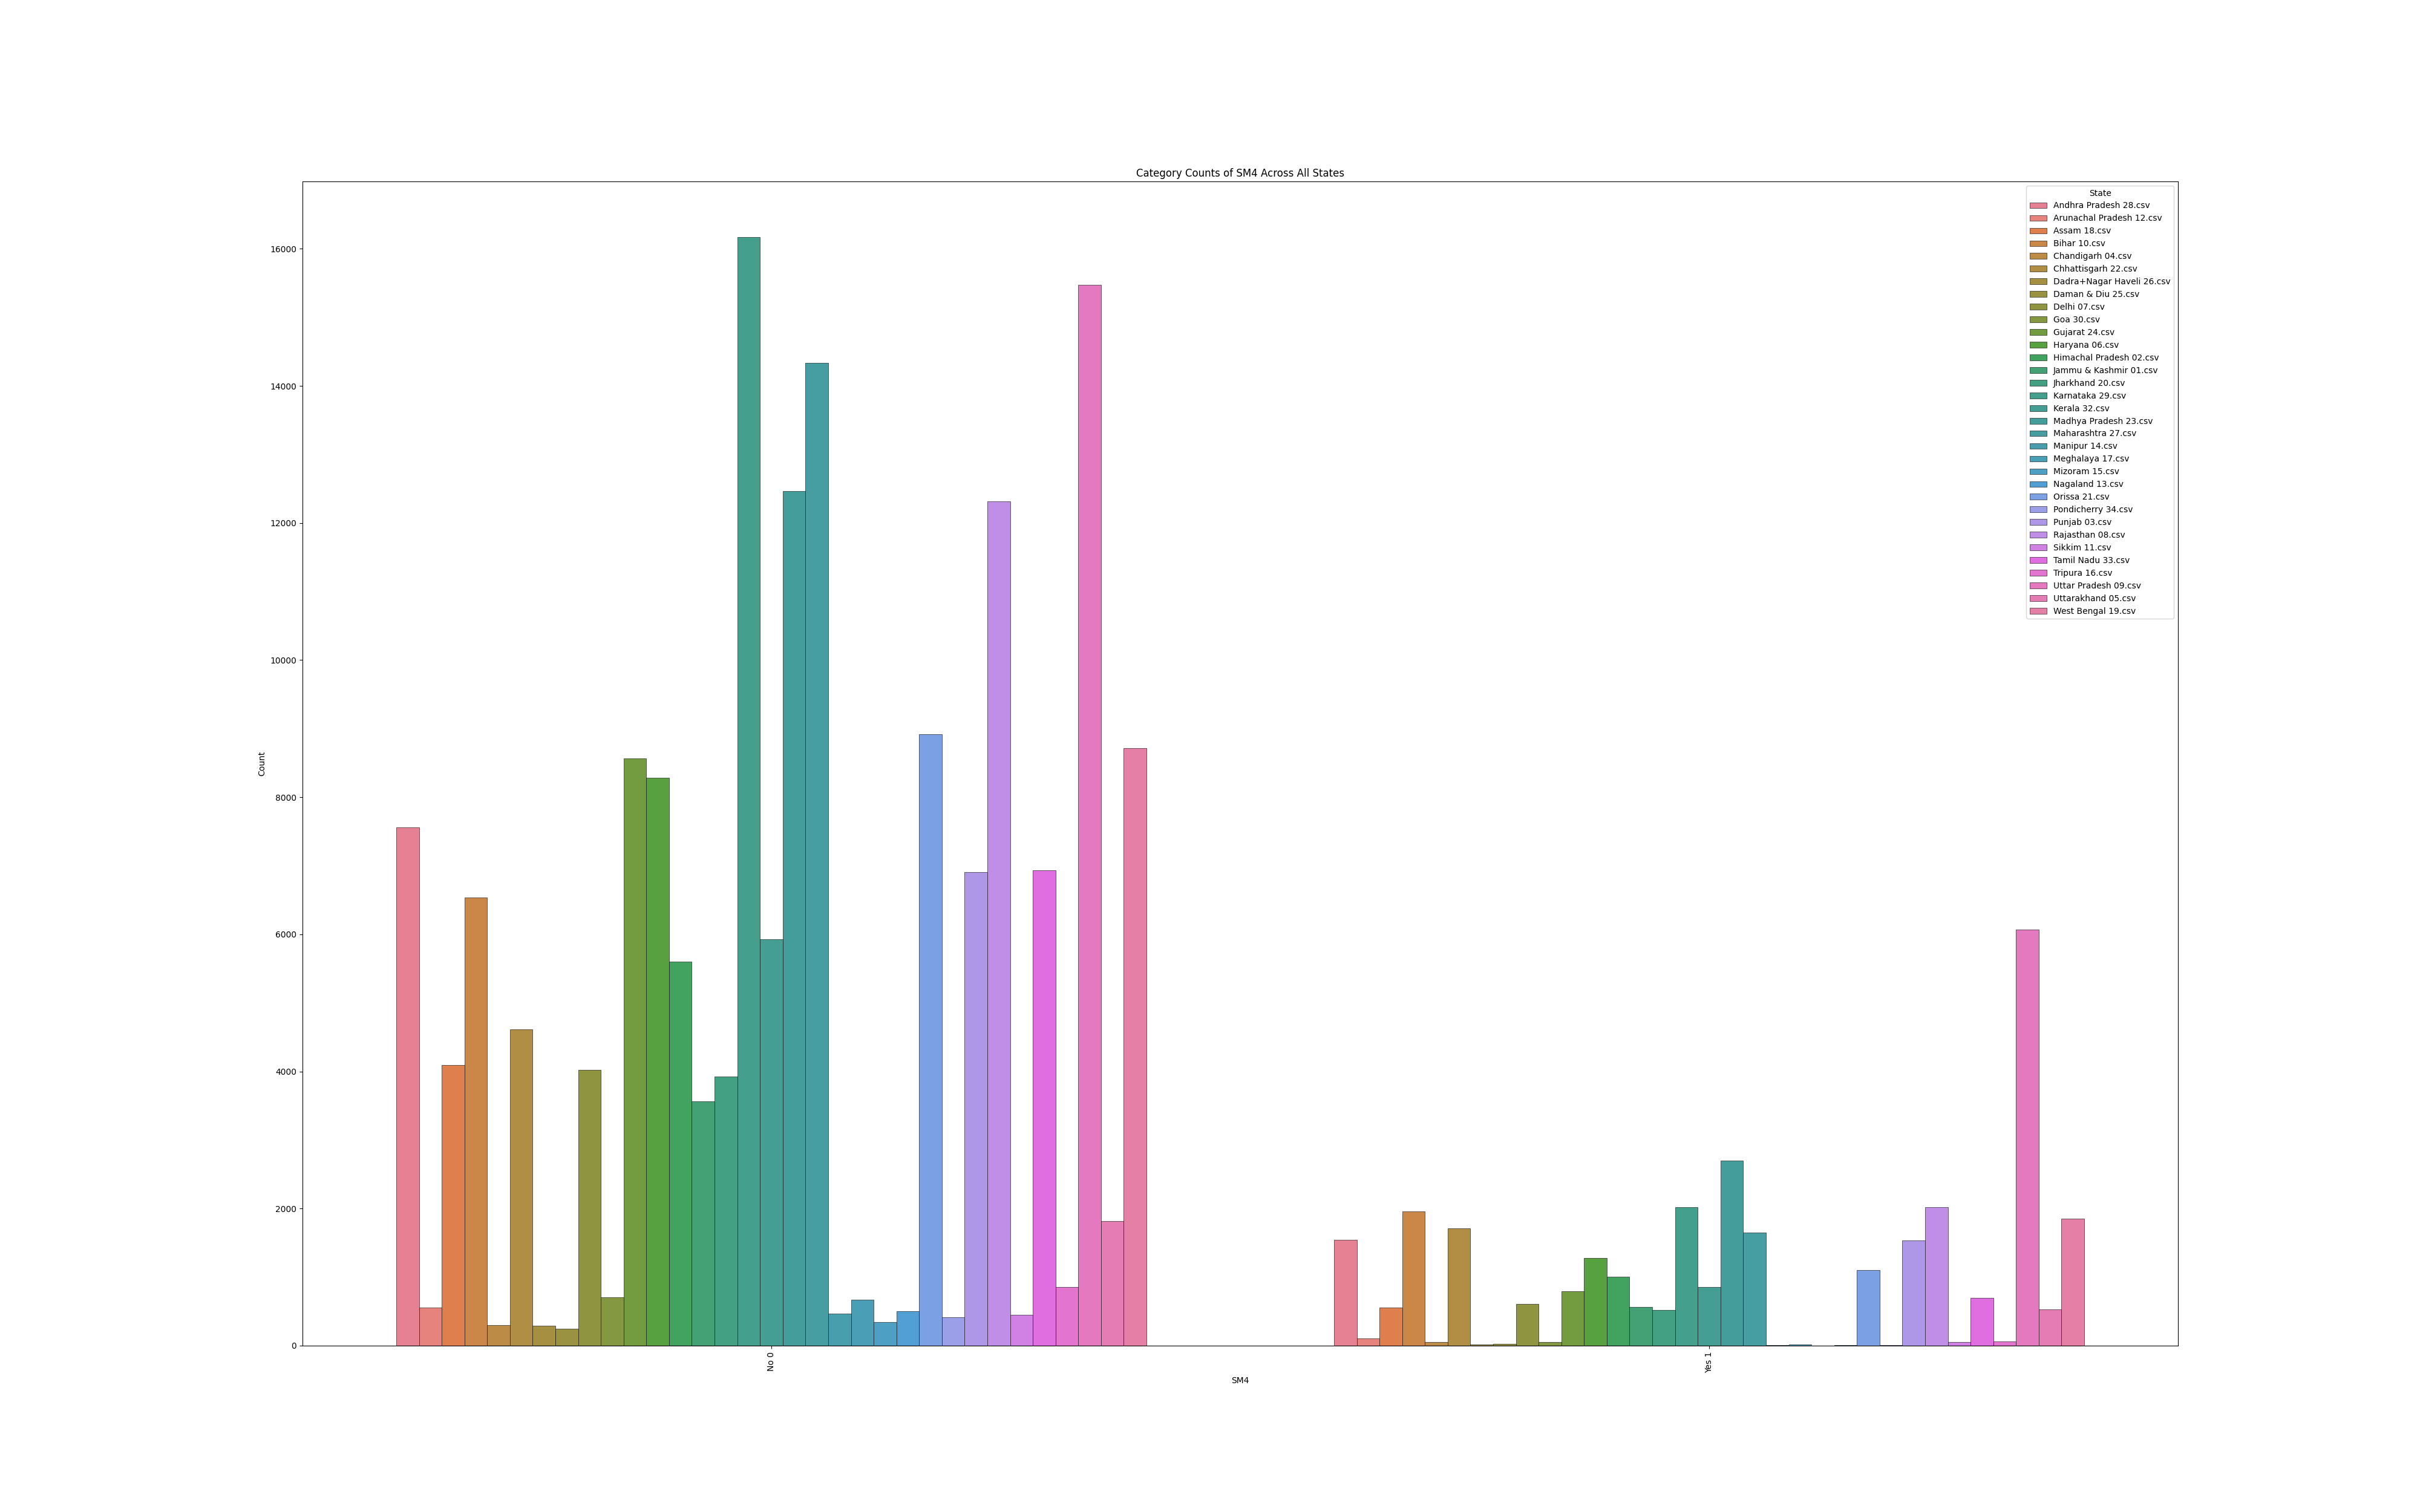 Category Counts of SM4 Across All States
State
Andhra Pradesh 28.csv
Arunachal Pradesh 12.csv
Assam 18.csv
Bihar 10.csv
Chandigarh 04.csv
Chhattisgarh 22.csv
Dadra+Nagar Haveli 26.csv
Daman & Diu 25.csv
Delhi 07.csv
Goa 30.csv
Gujarat 24.csv
Haryana 06.csv
Himachal Pradesh 02.csv
Jammu & Kashmir 01.csv
Jharkhand 20.csv
Karnataka 29.csv
Kerala 32.csv
Madhya Pradesh 23.csv
Maharashtra 27.csv
Manipur 14.csv
Meghalaya 17.csv
Mizoram 15.csv
Nagaland 13.csv
Orissa 21.csv
Pondicherry 34.csv
Punjab 03.csv
Rajasthan 08.csv
Sikkim 11.csv
Tamil Nadu 33.csv
Tripura 16.csv
Uttar Pradesh 09.csv
Uttarakhand 05.csv
West Bengal 19.csv
16000
14000
12000
10000
8000
6000
4000
2000
0
Count
No 0
Yes 1
SM4